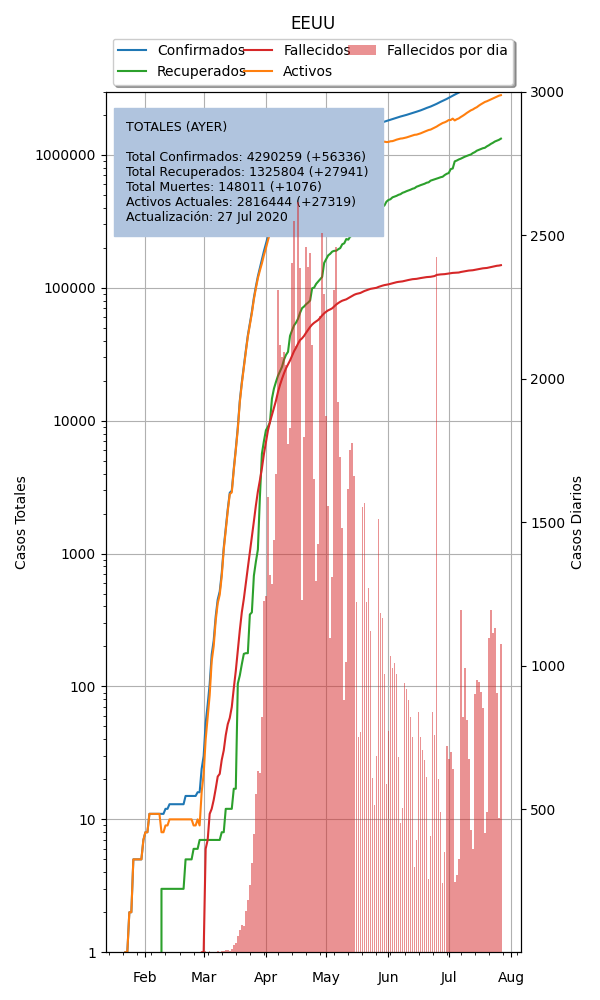 EEUU
Confirmados
Fallecidos
Fallecidos por dia
Recuperados
Activos
TOTALES (AYER)
Total Confirmados: 4290259 (+56336)
Total Recuperados: 1325804 (+27941)
Total Muertes: 148011 (+1076)
Activos Actuales: 2816444 (+27319)
Actualización: 27 Jul 2020
Casos Totales
1000000
100000
10000
1000
100
10
1
3000
2500
2000
1500
1000
500
Casos Diarios
Feb
Mar
Apr
May
Jun
Jul
Aug